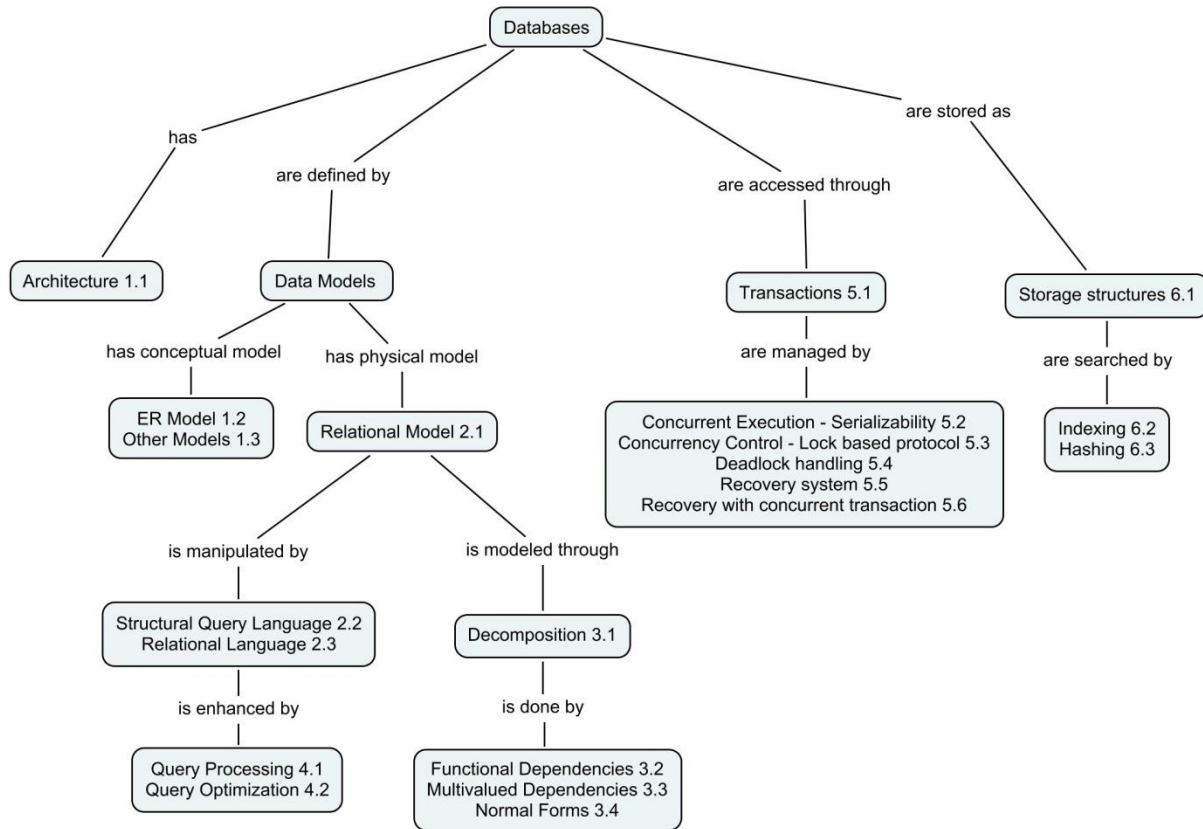 Databases
has
are defined by
are accessed through
are stored as
Architecture 1.1
Data Models
Transactions 5.1
Storage structures 6.1
has conceptual model
has physical model
are managed by
are searched by
ER Model 1.2
Other Models 1.3
Relational Model 2.1
Concurrent Execution - Serializability 5.2
Concurrency Control - Lock based protocol 5.3
Deadlock handling 5.4
Recovery system 5.5
Recovery with concurrent transaction 5.6
Indexing 6.2
Hashing 6.3
is manipulated by
is modeled through
Structural Query Language 2.2
Relational Language 2.3
Decomposition 3.1
is enhanced by
is done by
Query Processing 4.1
Query Optimization 4.2
Functional Dependencies 3.2
Multivalued Dependencies 3.3
Normal Forms 3.4